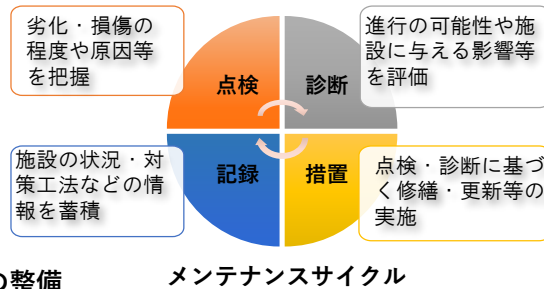 劣化・損傷の
程度や原因等
を把握
進行の可能性や
施設に与える影響等
を評価
点検
診断
記録
措置
施設の状況・対
策工法などの情
報を蓄積
点検・診断に基づ
く修繕・更新等の
実施
の整備
メンテナンスサイクル